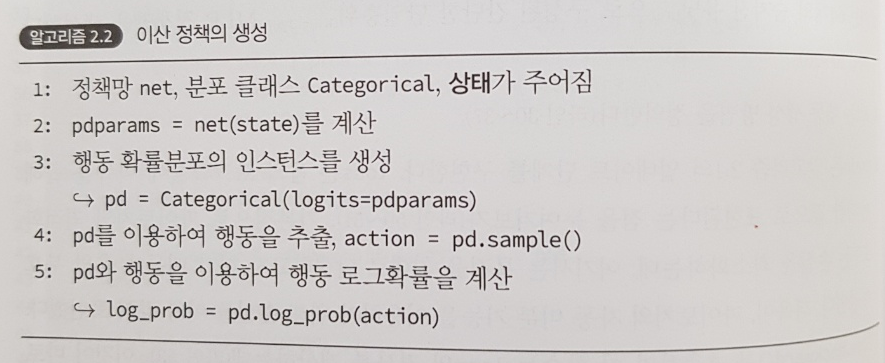 알고리즘 2.2 이산 정책의 생성
1: 정책망 net, 분포 클래스 Categorical, 상태가 주어짐
2: pdparams = net(state)를 계산
3: 행동 확률분포의 인스턴스를 생성
↪ pd = Categorical(logits=pdparams)
4: pd를 이용하여 행동을 추출, action = pd.sample()
5: pd와 행동을 이용하여 행동 로그확률을 계산
↪ log_prob = pd.log_prob(action)